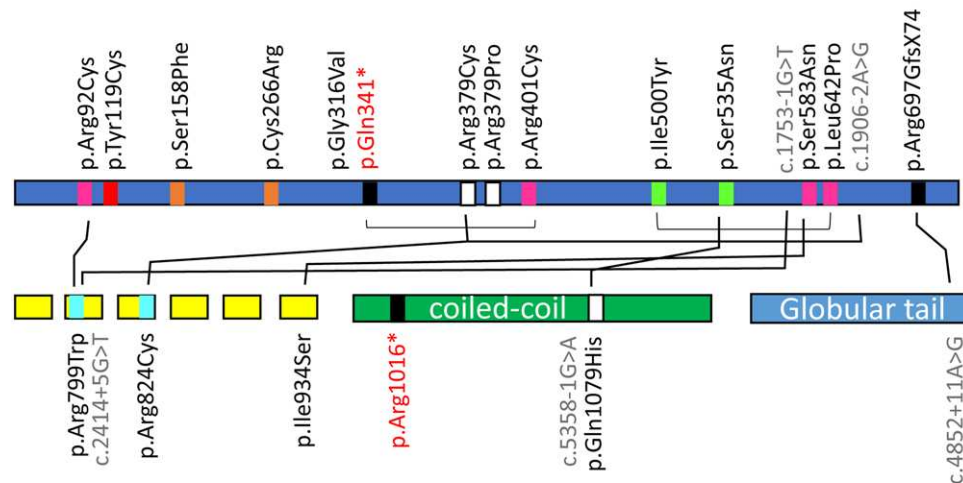 p.Arg92Cys
p.Tyr119Cys
p.Ser158Phe
p.Cys266Arg
p.Gly316Val
p.Gln341*
p.Arg379Cys
p.Arg379Pro
p.Arg401Cys
p.Ile500Tyr
p.Ser535Asn
c.1753-1G>T
p.Ser583Asn
p.Leu642Pro
c.1906-2A>G
p.Arg697GfsX74
coiled-coil
Globular tail
p.Arg799Trp
c.2414+5G>T
p.Arg824Cys
p.Ile934Ser
p.Arg1016*
c.5358-1G>A
p.Gln1079His
c.4852+11A>G